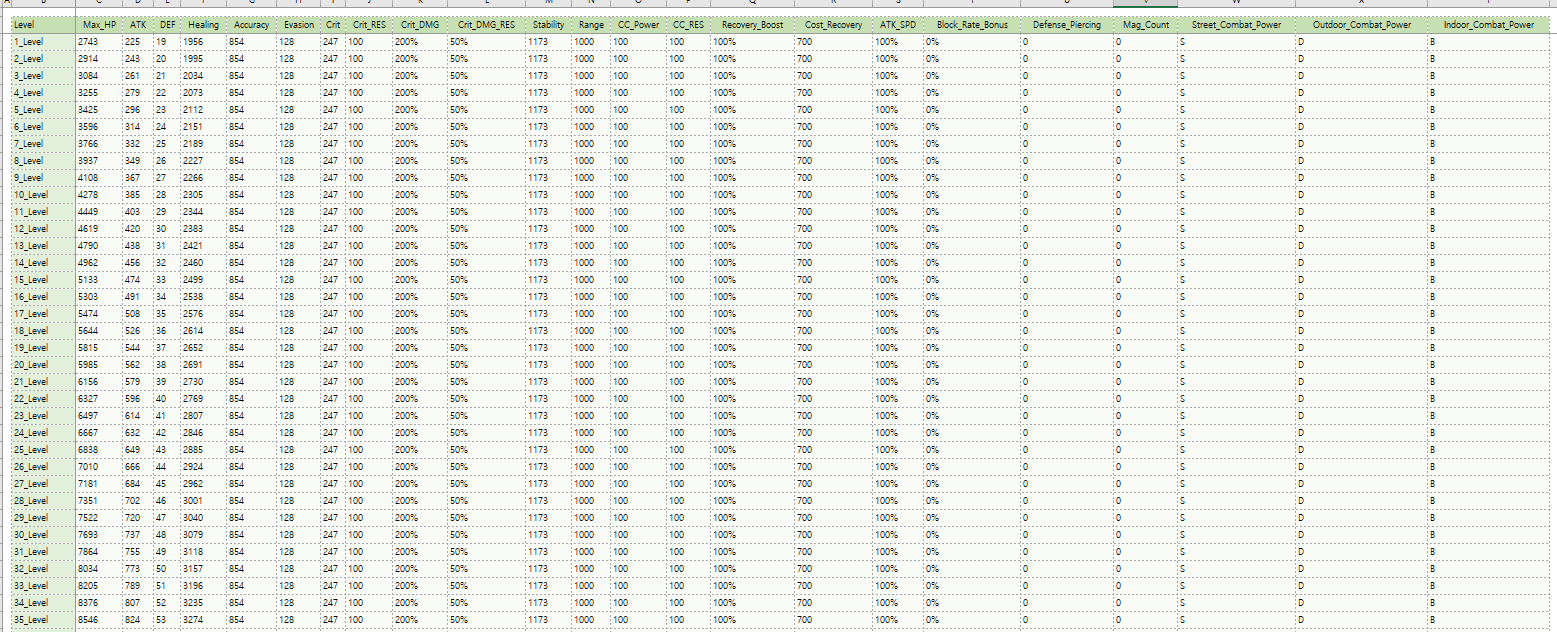 Level Max_HP ATK DEF Healing Accuracy Evasion Crit Crit_RES Crit_DMG Crit_DMG_RES Stability Range CC_Power CC_RES Recovery_Boost Cost_Recovery ATK_SPD Block_Rate_Bonus Defense_Piercing Mag_Count Street_Combat_Power Outdoor_Combat_Power Indoor_Combat_Power
1_Level 2743 225 19 1956 854 128 247 100 200% 50% 1173 1000 100 100 100% 700 100% 0% 0 0 S D B
2_Level 2914 243 20 1995 854 128 247 100 200% 50% 1173 1000 100 100 100% 700 100% 0% 0 0 S D B
3_Level 3084 261 21 2034 854 128 247 100 200% 50% 1173 1000 100 100 100% 700 100% 0% 0 0 S D B
4_Level 3255 279 22 2073 854 128 247 100 200% 50% 1173 1000 100 100 100% 700 100% 0% 0 0 S D B
5_Level 3425 296 23 2112 854 128 247 100 200% 50% 1173 1000 100 100 100% 700 100% 0% 0 0 S D B
6_Level 3596 314 24 2151 854 128 247 100 200% 50% 1173 1000 100 100 100% 700 100% 0% 0 0 S D B
7_Level 3766 332 25 2189 854 128 247 100 200% 50% 1173 1000 100 100 100% 700 100% 0% 0 0 S D B
8_Level 3937 349 26 2227 854 128 247 100 200% 50% 1173 1000 100 100 100% 700 100% 0% 0 0 S D B
9_Level 4108 367 27 2266 854 128 247 100 200% 50% 1173 1000 100 100 100% 700 100% 0% 0 0 S D B
10_Level 4278 385 28 2305 854 128 247 100 200% 50% 1173 1000 100 100 100% 700 100% 0% 0 0 S D B
11_Level 4449 403 29 2344 854 128 247 100 200% 50% 1173 1000 100 100 100% 700 100% 0% 0 0 S D B
12_Level 4619 420 30 2383 854 128 247 100 200% 50% 1173 1000 100 100 100% 700 100% 0% 0 0 S D B
13_Level 4790 438 31 2421 854 128 247 100 200% 50% 1173 1000 100 100 100% 700 100% 0% 0 0 S D B
14_Level 4962 456 32 2460 854 128 247 100 200% 50% 1173 1000 100 100 100% 700 100% 0% 0 0 S D B
15_Level 5133 474 33 2499 854 128 247 100 200% 50% 1173 1000 100 100 100% 700 100% 0% 0 0 S D B
16_Level 5303 491 34 2538 854 128 247 100 200% 50% 1173 1000 100 100 100% 700 100% 0% 0 0 S D B
17_Level 5474 508 35 2576 854 128 247 100 200% 50% 1173 1000 100 100 100% 700 100% 0% 0 0 S D B
18_Level 5644 526 36 2614 854 128 247 100 200% 50% 1173 1000 100 100 100% 700 100% 0% 0 0 S D B
19_Level 5815 544 37 2652 854 128 247 100 200% 50% 1173 1000 100 100 100% 700 100% 0% 0 0 S D B
20_Level 5985 562 38 2691 854 128 247 100 200% 50% 1173 1000 100 100 100% 700 100% 0% 0 0 S D B
21_Level 6156 579 39 2730 854 128 247 100 200% 50% 1173 1000 100 100 100% 700 100% 0% 0 0 S D B
22_Level 6327 596 40 2769 854 128 247 100 200% 50% 1173 1000 100 100 100% 700 100% 0% 0 0 S D B
23_Level 6497 614 41 2807 854 128 247 100 200% 50% 1173 1000 100 100 100% 700 100% 0% 0 0 S D B
24_Level 6667 632 42 2846 854 128 247 100 200% 50% 1173 1000 100 100 100% 700 100% 0% 0 0 S D B
25_Level 6838 649 43 2885 854 128 247 100 200% 50% 1173 1000 100 100 100% 700 100% 0% 0 0 S D B
26_Level 7010 666 44 2924 854 128 247 100 200% 50% 1173 1000 100 100 100% 700 100% 0% 0 0 S D B
27_Level 7181 684 45 2962 854 128 247 100 200% 50% 1173 1000 100 100 100% 700 100% 0% 0 0 S D B
28_Level 7351 702 46 3001 854 128 247 100 200% 50% 1173 1000 100 100 100% 700 100% 0% 0 0 S D B
29_Level 7522 720 47 3040 854 128 247 100 200% 50% 1173 1000 100 100 100% 700 100% 0% 0 0 S D B
30_Level 7693 737 48 3079 854 128 247 100 200% 50% 1173 1000 100 100 100% 700 100% 0% 0 0 S D B
31_Level 7864 755 49 3118 854 128 247 100 200% 50% 1173 1000 100 100 100% 700 100% 0% 0 0 S D B
32_Level 8034 773 50 3157 854 128 247 100 200% 50% 1173 1000 100 100 100% 700 100% 0% 0 0 S D B
33_Level 8205 789 51 3196 854 128 247 100 200% 50% 1173 1000 100 100 100% 700 100% 0% 0 0 S D B
34_Level 8376 807 52 3235 854 128 247 100 200% 50% 1173 1000 100 100 100% 700 100% 0% 0 0 S D B
35_Level 8546 824 53 3274 854 128 247 100 200% 50% 1173 1000 100 100 100% 700 100% 0% 0 0 S D B